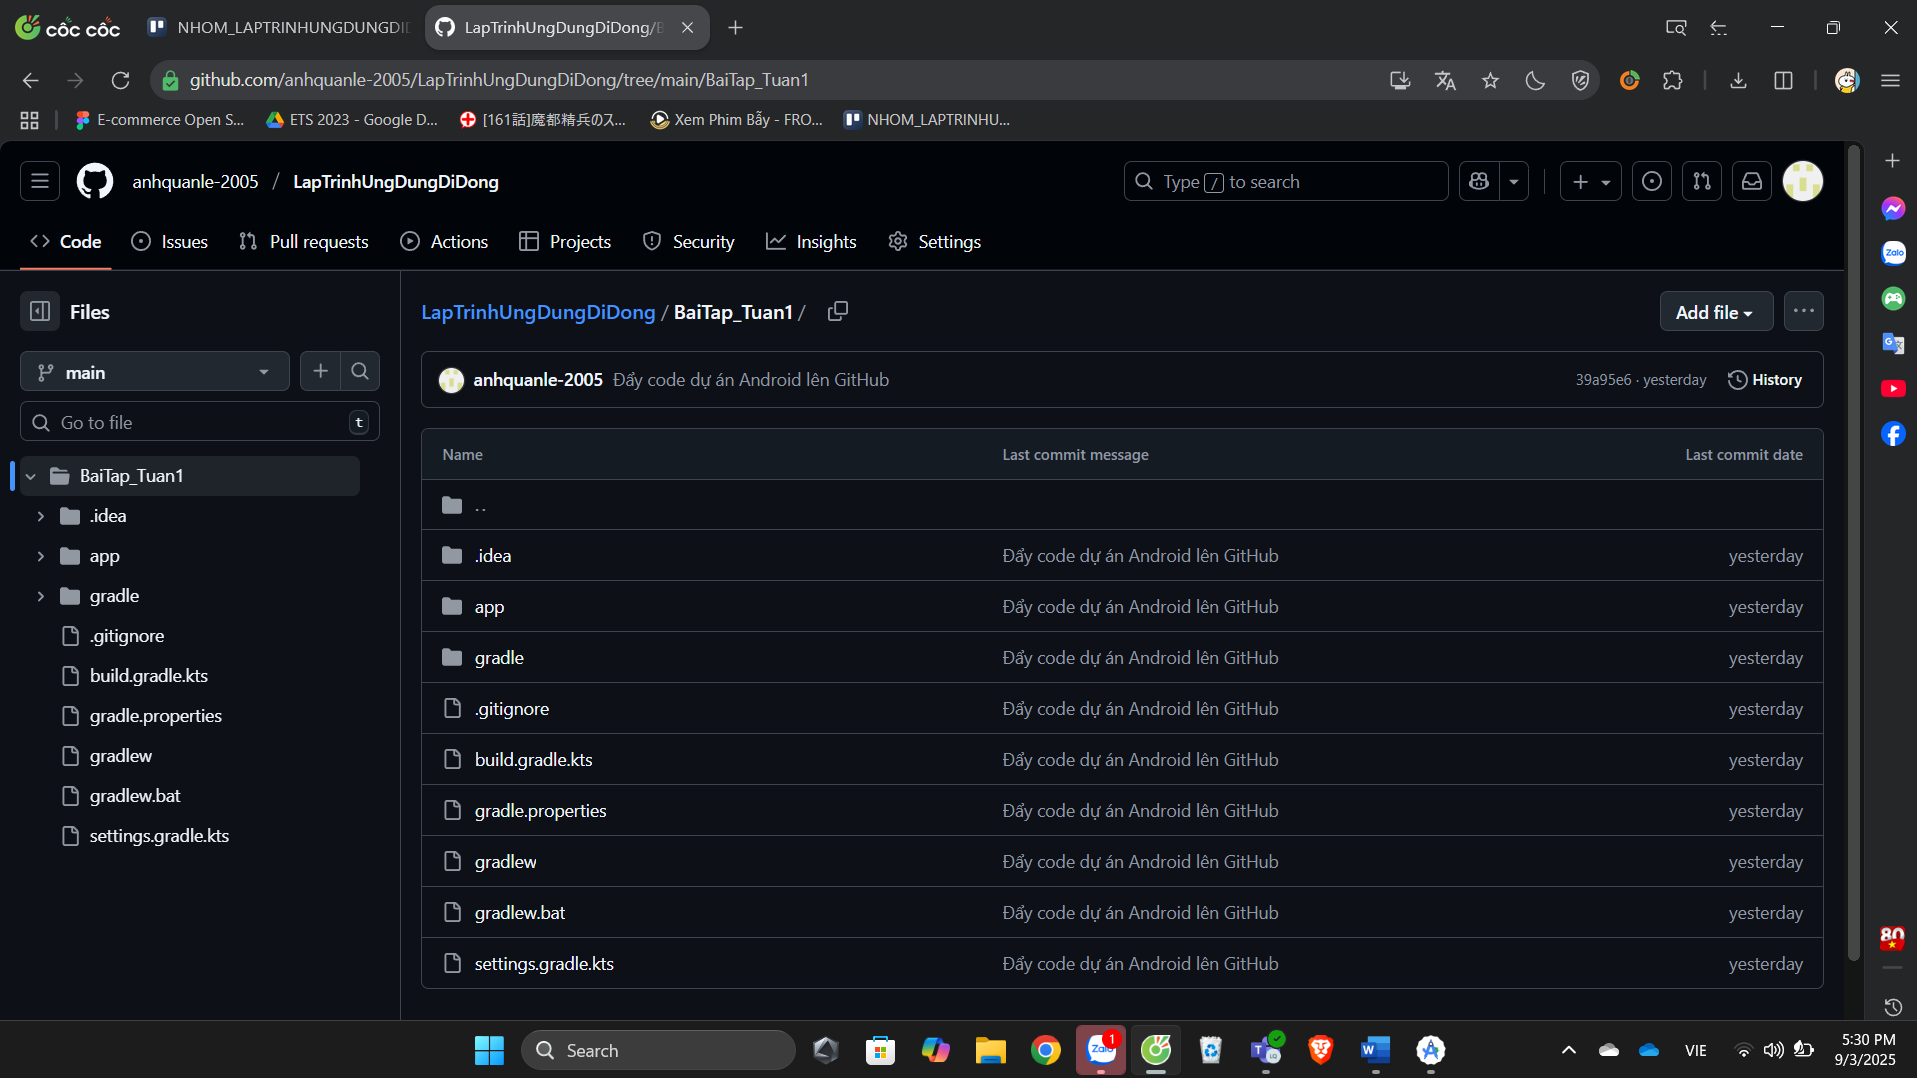 cốc cốc
NHOM_LAPTRINHUNGDUNGDI
LapTrinhUngDungDiDong/B
github.com/anhquanle-2005/LapTrinhUngDungDiDong/tree/main/BaiTap_Tuan1
E-commerce Open S...
ETS 2023 - Google D...
[161話]魔都精兵のス...
Xem Phim Bẫy - FRO...
NHOM_LAPTRINHU...
anhquanle-2005 / LapTrinhUngDungDiDong
Type / to search
Code
Issues
Pull requests
Actions
Projects
Security
Insights
Settings
Files
main
Go to file
t
BaiTap_Tuan1
.idea
app
gradle
.gitignore
build.gradle.kts
gradle.properties
gradlew
gradlew.bat
settings.gradle.kts
LapTrinhUngDungDiDong / BaiTap_Tuan1 /
Add file
anhquanle-2005 Đẩy code dự án Android lên GitHub
39a95e6 · yesterday
History
Name Last commit message Last commit date
..
.idea Đẩy code dự án Android lên GitHub yesterday
app Đẩy code dự án Android lên GitHub yesterday
gradle Đẩy code dự án Android lên GitHub yesterday
.gitignore Đẩy code dự án Android lên GitHub yesterday
build.gradle.kts Đẩy code dự án Android lên GitHub yesterday
gradle.properties Đẩy code dự án Android lên GitHub yesterday
gradlew Đẩy code dự án Android lên GitHub yesterday
gradlew.bat Đẩy code dự án Android lên GitHub yesterday
settings.gradle.kts Đẩy code dự án Android lên GitHub yesterday
Zalo
80
Search
Zalo
1
VIE
5:30 PM
9/3/2025